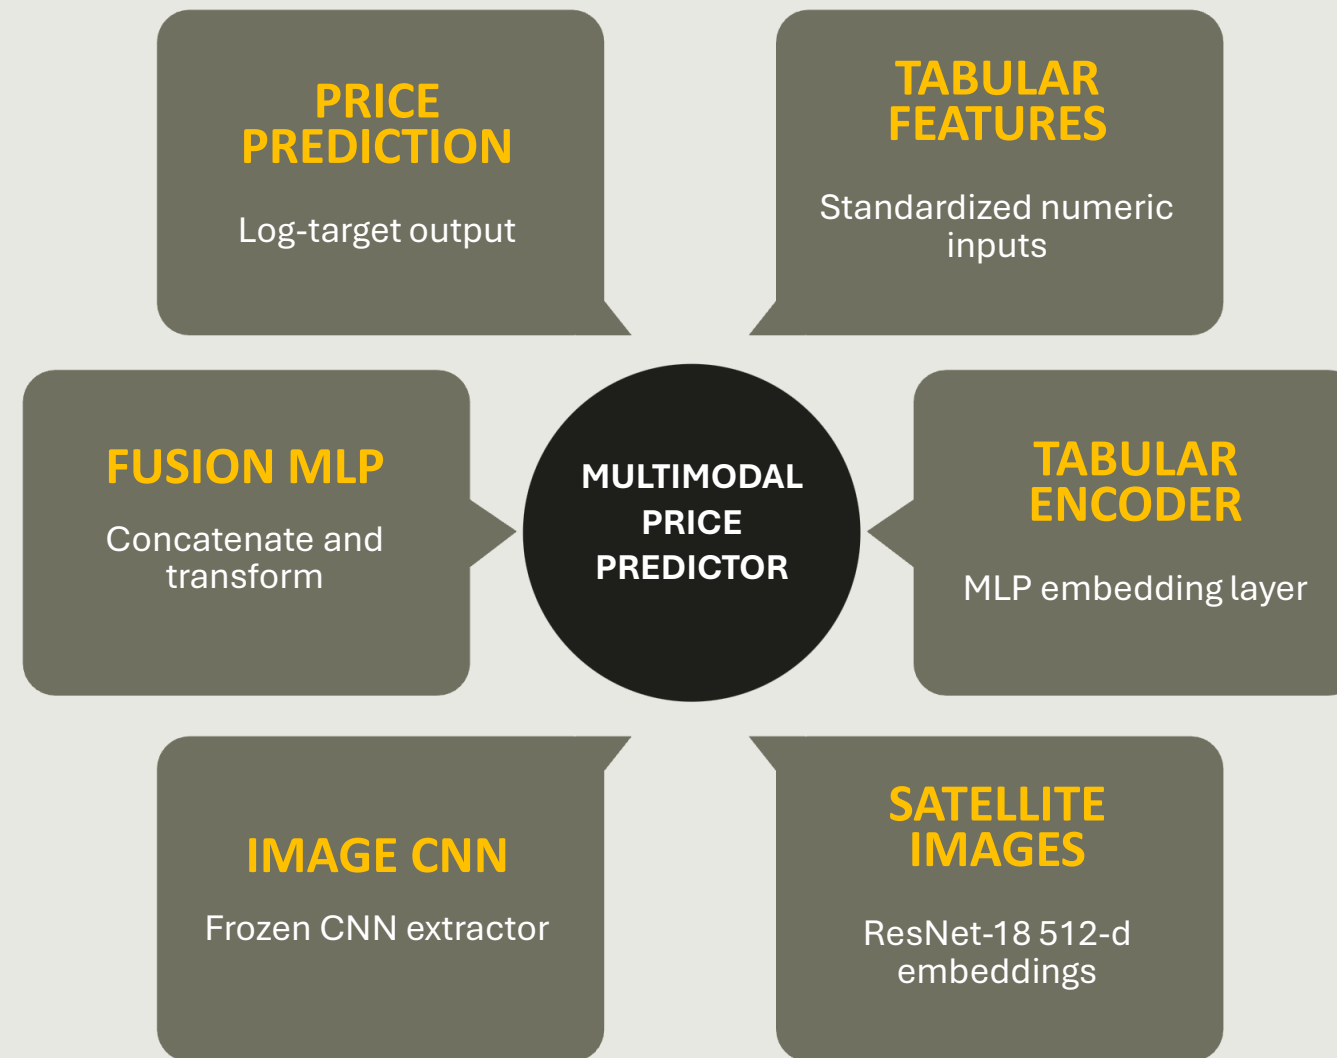 PRICE
PREDICTION
Log-target output
TABULAR
FEATURES
Standardized numeric
inputs
FUSION MLP
Concatenate and
transform
MULTIMODAL
PRICE
PREDICTOR
TABULAR
ENCODER
MLP embedding layer
IMAGE CNN
Frozen CNN extractor
SATELLITE
IMAGES
ResNet-18 512-d
embeddings